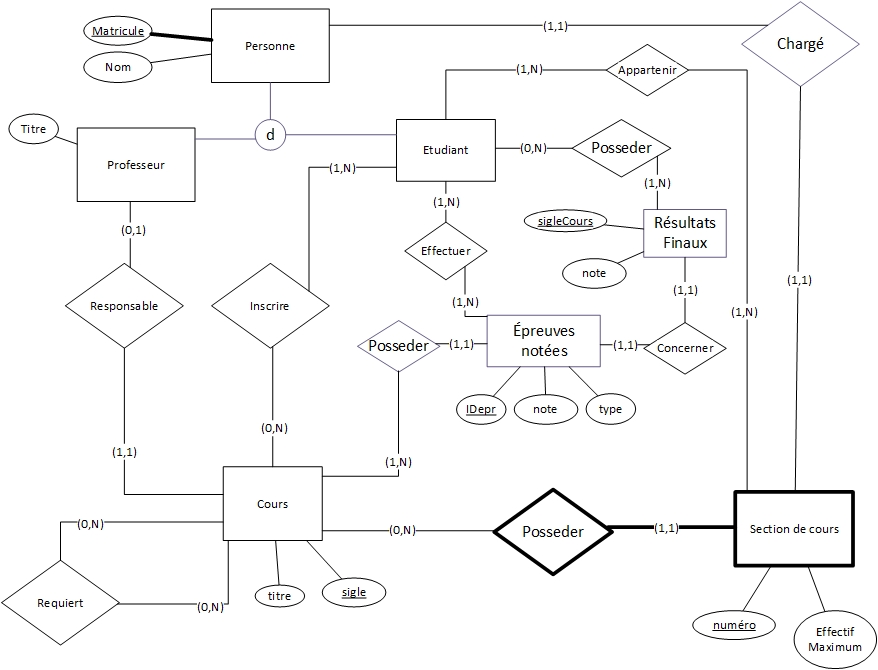 Matricule
Personne
(1,1)
Chargé
Nom
(1,N)
Appartenir
Titre
d
Professeur
Etudiant
(0,N)
Posseder
(1,N)
(1,N)
(1,N)
sigleCours
Résultats
Finaux
(0,1)
Effectuer
note
(1,1)
(1,1)
Responsable
Inscrire
(1,N)
(1,N)
Posseder
(1,1)
Épreuves
notées
(1,1)
Concerner
IDepr
note
type
(0,N)
(1,1)
(1,N)
Cours
(0,N)
(0,N)
Posseder
(1,1)
Section de cours
Requiert
(0,N)
titre
sigle
numéro
Effectif
Maximum